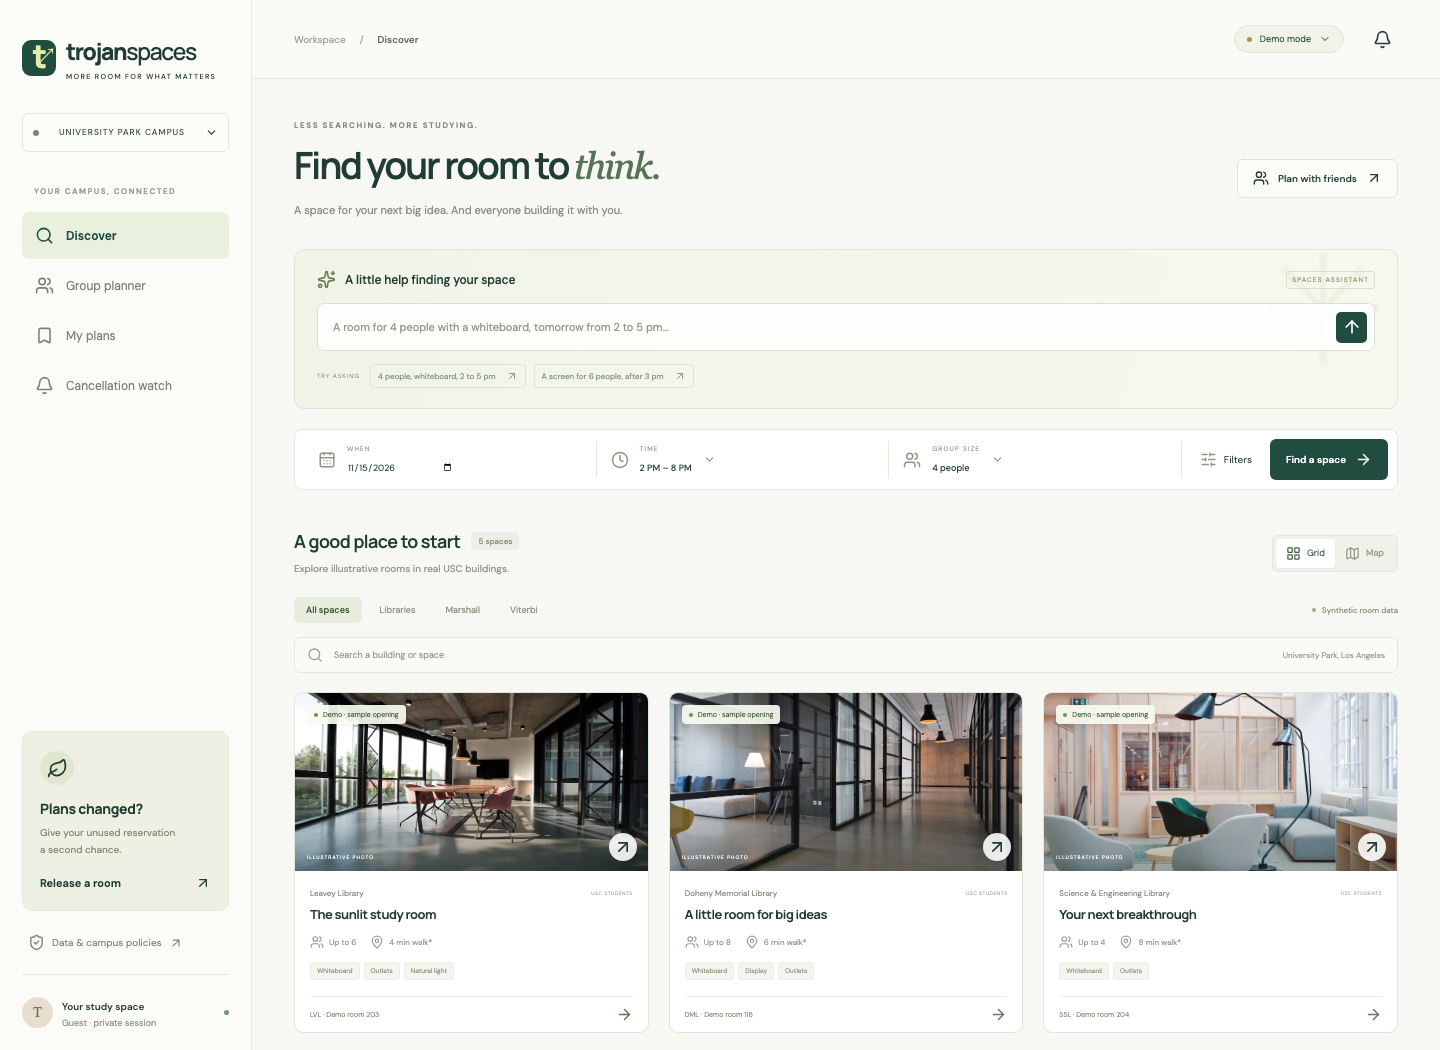 trojanspaces
MORE ROOM FOR WHAT MATTERS
UNIVERSITY PARK CAMPUS
YOUR CAMPUS, CONNECTED
Discover
Group planner
My plans
Cancellation watch
Plans changed?
Give your unused reservation
a second chance.
Release a room
Data & campus policies
T
Your study space
Guest · private session
Workspace / Discover
Demo mode
LESS SEARCHING. MORE STUDYING.
Find your room to think.
A space for your next big idea. And everyone building it with you.
Plan with friends
A little help finding your space
SPACES ASSISTANT
A room for 4 people with a whiteboard, tomorrow from 2 to 5 pm...
TRY ASKING
4 people, whiteboard, 2 to 5 pm
A screen for 6 people, after 3 pm
WHEN
11/15/2026
TIME
2 PM – 8 PM
GROUP SIZE
4 people
Filters
Find a space
A good place to start
5 spaces
Explore illustrative rooms in real USC buildings.
Grid
Map
All spaces
Libraries
Marshall
Viterbi
Synthetic room data
Search a building or space
University Park, Los Angeles
Demo · sample opening
ILLUSTRATIVE PHOTO
Leavey Library
USC STUDENTS
The sunlit study room
Up to 6
4 min walk*
Whiteboard
Outlets
Natural light
LVL · Demo room 203
Demo · sample opening
ILLUSTRATIVE PHOTO
Doheny Memorial Library
USC STUDENTS
A little room for big ideas
Up to 8
6 min walk*
Whiteboard
Display
Outlets
DML · Demo room 116
Demo · sample opening
ILLUSTRATIVE PHOTO
Science & Engineering Library
USC STUDENTS
Your next breakthrough
Up to 4
8 min walk*
Whiteboard
Outlets
SSL · Demo room 204